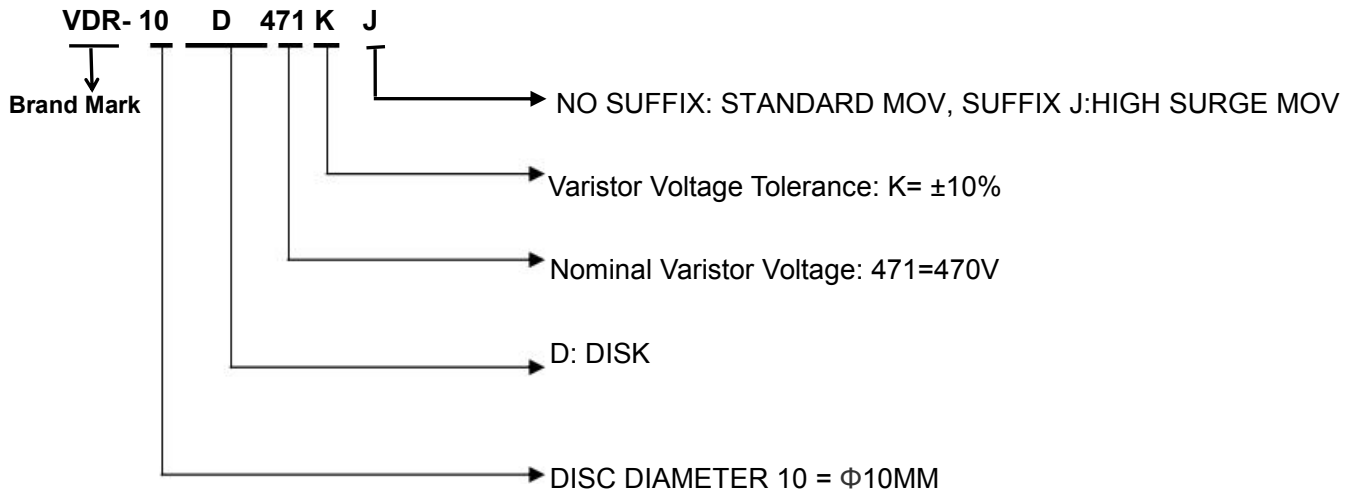 VDR- 10 D 471 K J
Brand Mark
NO SUFFIX: STANDARD MOV, SUFFIX J:HIGH SURGE MOV
Varistor Voltage Tolerance: K= ±10%
Nominal Varistor Voltage: 471=470V
D: DISK
DISC DIAMETER 10 = Φ10MM